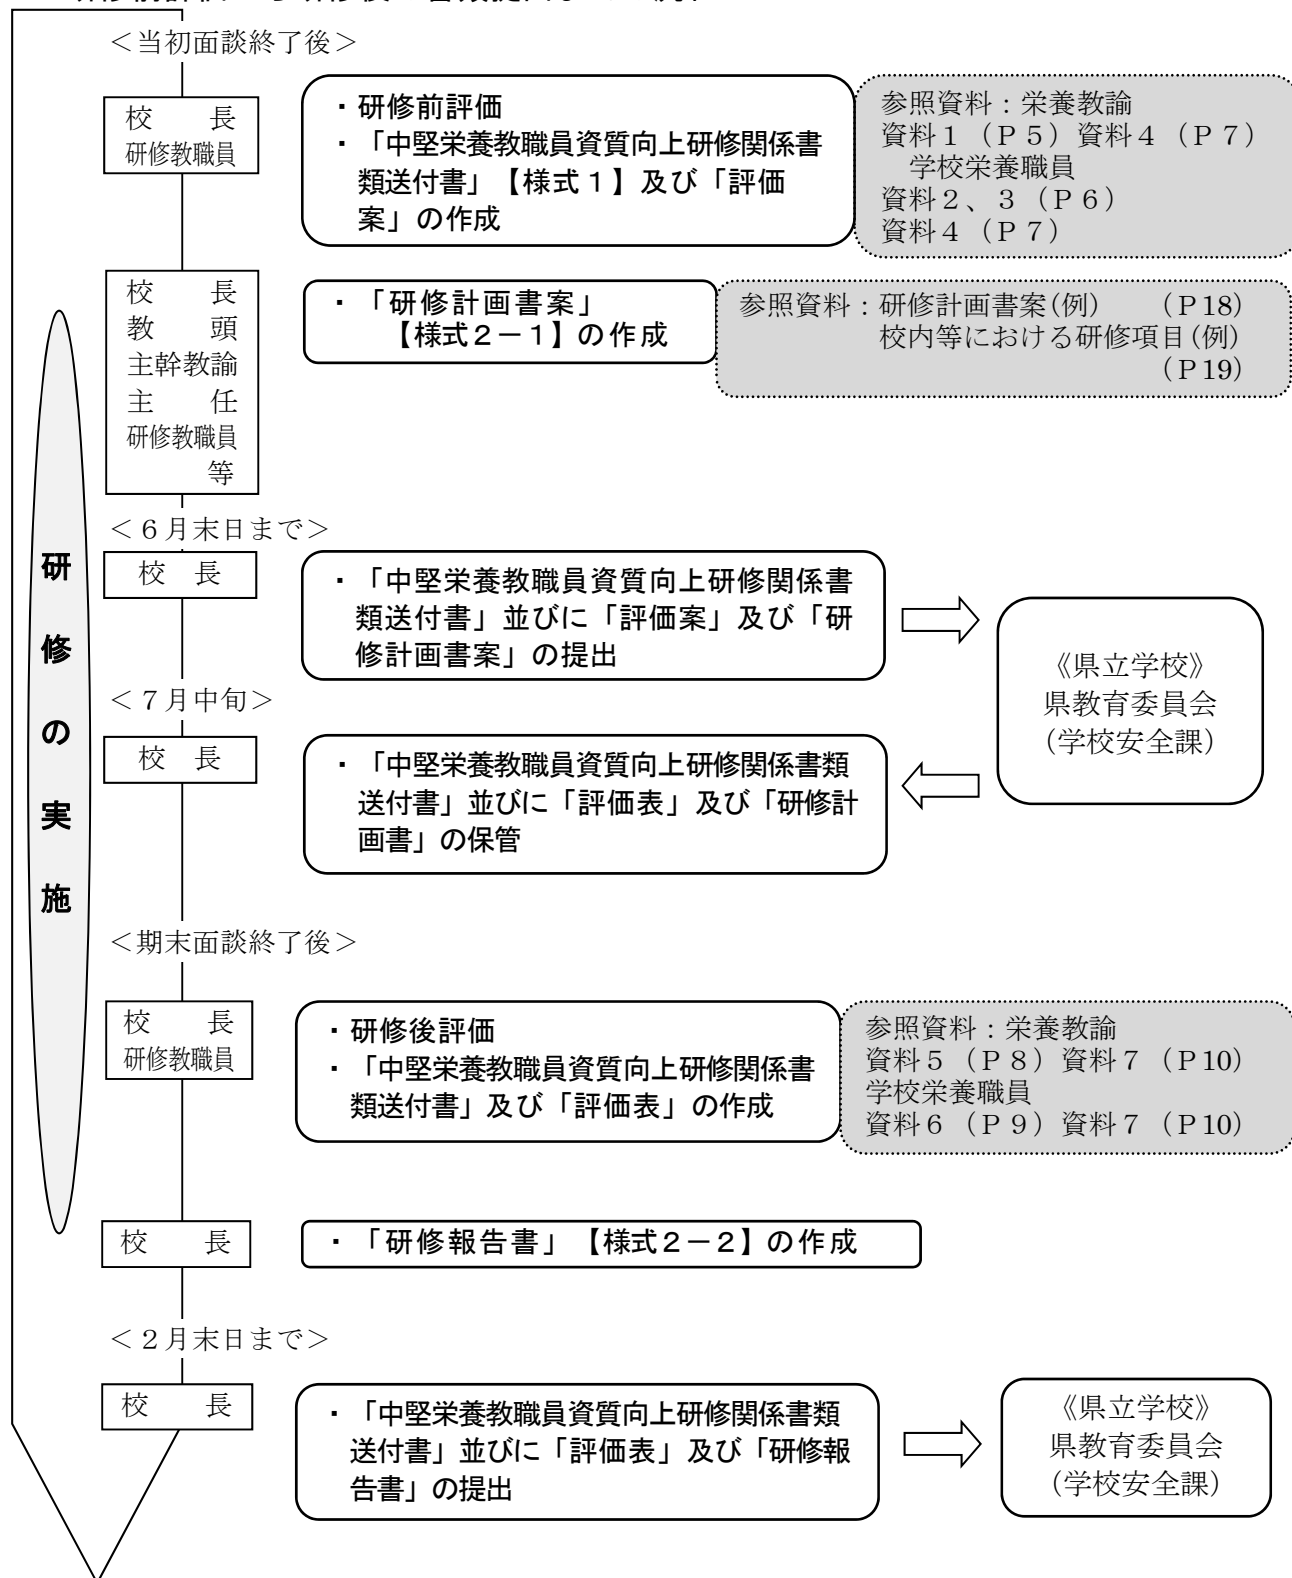 ＜当初面談終了後＞
校　　長
研修教職員
・研修前評価
・「中堅栄養教職員資質向上研修関係書
類送付書」【様式１】及び「評価
案」の作成
参照資料：栄養教諭
資料１（Ｐ５）資料４（Ｐ７）
学校栄養職員
資料２、３（Ｐ６）
資料４（Ｐ７）
校　　長
教　　頭
主幹教諭
主　　任
研修教職員
等
・「研修計画書案」
【様式２－１】の作成
参照資料：研修計画書案(例)　（Ｐ18）
校内等における研修項目(例)
（Ｐ19）
＜６月末日まで＞
校　長
・「中堅栄養教職員資質向上研修関係書
類送付書」並びに「評価案」及び「研
修計画書案」の提出
《県立学校》
県教育委員会
(学校安全課)
＜７月中旬＞
校　長
・「中堅栄養教職員資質向上研修関係書類
送付書」並びに「評価表」及び「研修計
画書」の保管
研修の実施
＜期末面談終了後＞
校　　長
研修教職員
・研修後評価
・「中堅栄養教職員資質向上研修関係書
類送付書」及び「評価表」の作成
参照資料：栄養教諭
資料５（Ｐ８）資料７（Ｐ10）
学校栄養職員
資料６（Ｐ９）資料７（Ｐ10）
校　　長
・「研修報告書」【様式２－２】の作成
＜２月末日まで＞
校　　長
・「中堅栄養教職員資質向上研修関係書類
送付書」並びに「評価表」及び「研修報
告書」の提出
《県立学校》
県教育委員会
(学校安全課)